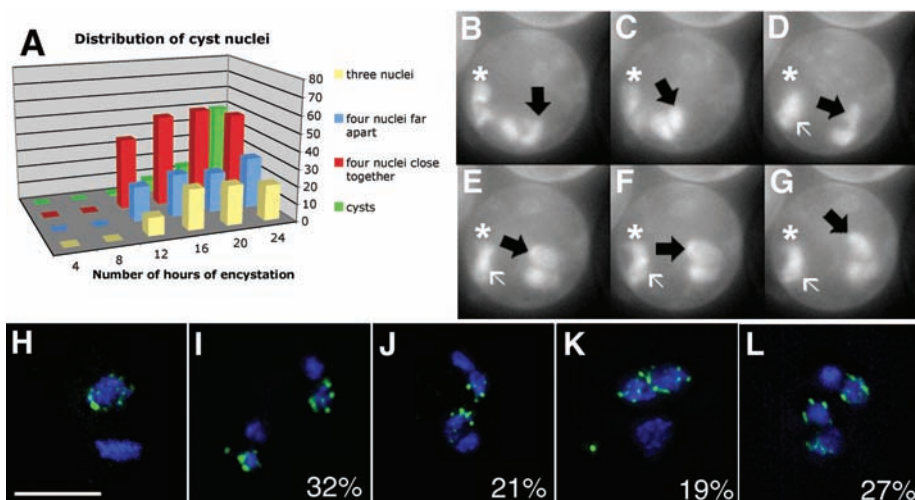 A
Distribution of cyst nuclei
80
70
60
50
40
30
20
10
0
4
8
12
16
20
24
Number of hours of encystation
three nuclei
four nuclei far
apart
four nuclei close
together
cysts
B
*
C
*
D
*
E
*
F
*
G
*
H
I
32%
J
21%
K
19%
L
27%